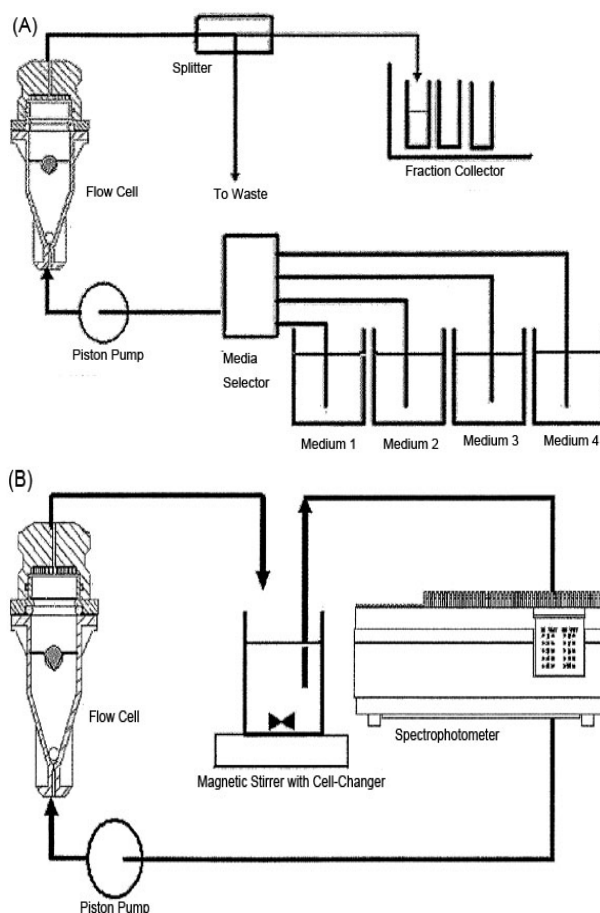 (A)
Splitter
Flow Cell
To Waste
Fraction Collector
Piston Pump
Media
Selector
Medium 1
Medium 2
Medium 3
Medium 4
(B)
Flow Cell
Magnetic Stirrer with Cell-Changer
Spectrophotometer
Piston Pump